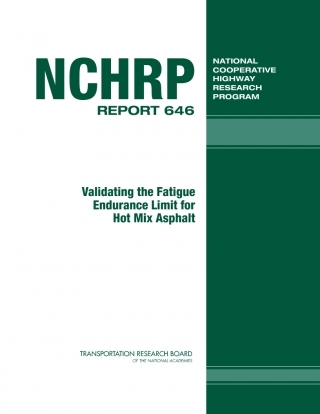 NCHRP
REPORT 646
NATIONAL
COOPERATIVE
HIGHWAY
RESEARCH
PROGRAM
Validating the Fatigue
Endurance Limit for
Hot Mix Asphalt
TRANSPORTATION RESEARCH BOARD
OF THE NATIONAL ACADEMIES